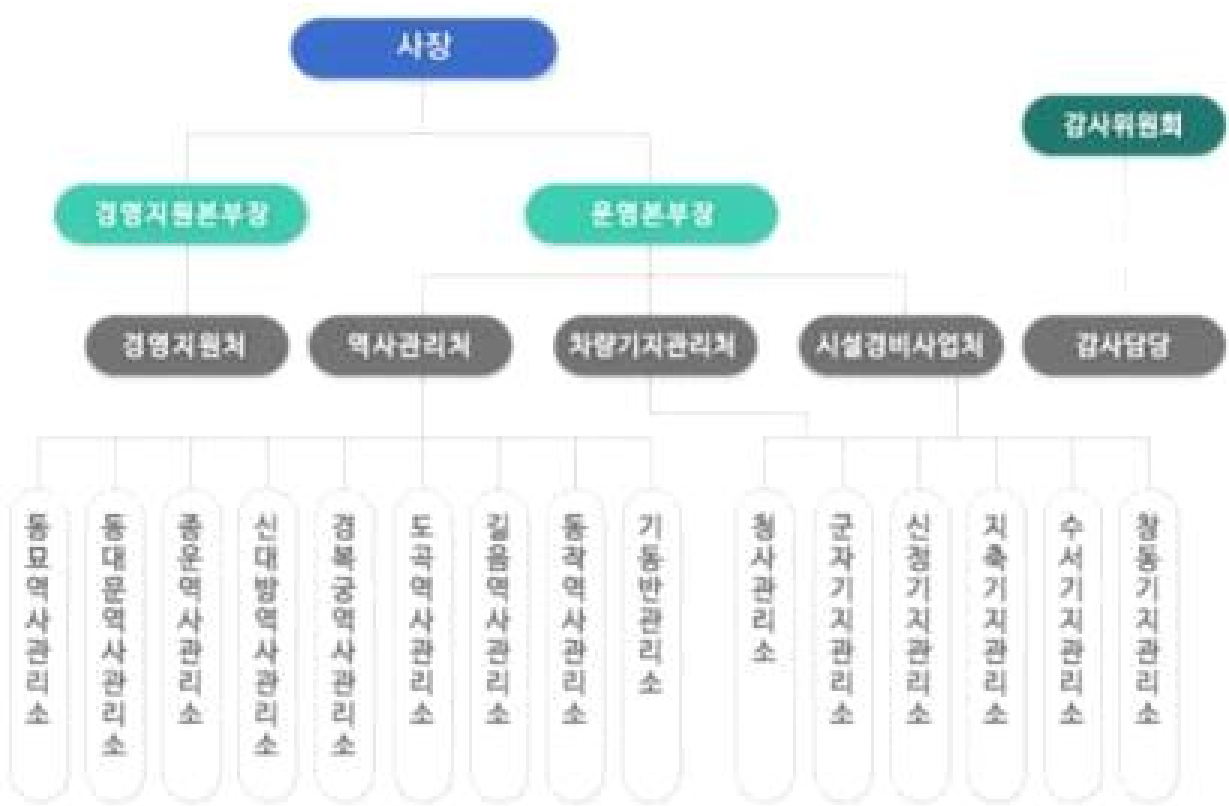 사장
감사위원회
경영지원본부장
운영본부장
경영지원처
역사관리처
차량기지관리처
시설경비사업처
감사담당
동묘역사관리소
동대문역사관리소
종운역사관리소
신대방역사관리소
경복궁역사관리소
도곡역사관리소
길음역사관리소
동작역사관리소
기동반관리소
청사관리소
군자기지관리소
신정기지관리소
지축기지관리소
수서기지관리소
창동기지관리소